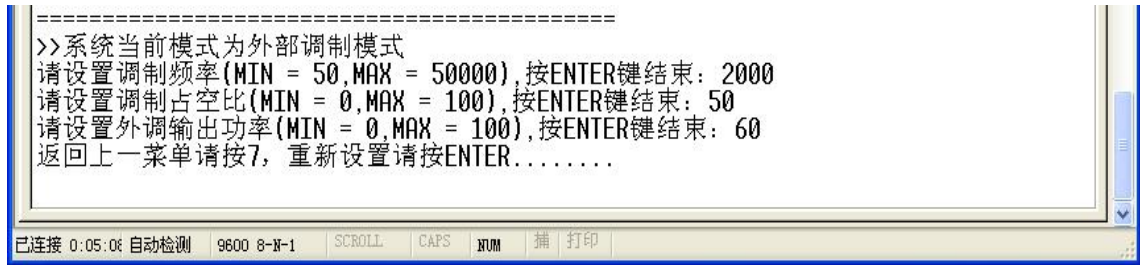 ============================================
>>系统当前模式为外部调制模式
请设置调制频率(MIN = 50,MAX = 50000),按ENTER键结束：2000
请设置调制占空比(MIN = 0,MAX = 100),按ENTER键结束：50
请设置外调输出功率(MIN = 0,MAX = 100),按ENTER键结束：60
返回上一菜单请按7，重新设置请按ENTER........
已连接 0:05:08 自动检测 9600 8-N-1 SCROLL CAPS NUM 捕 打印